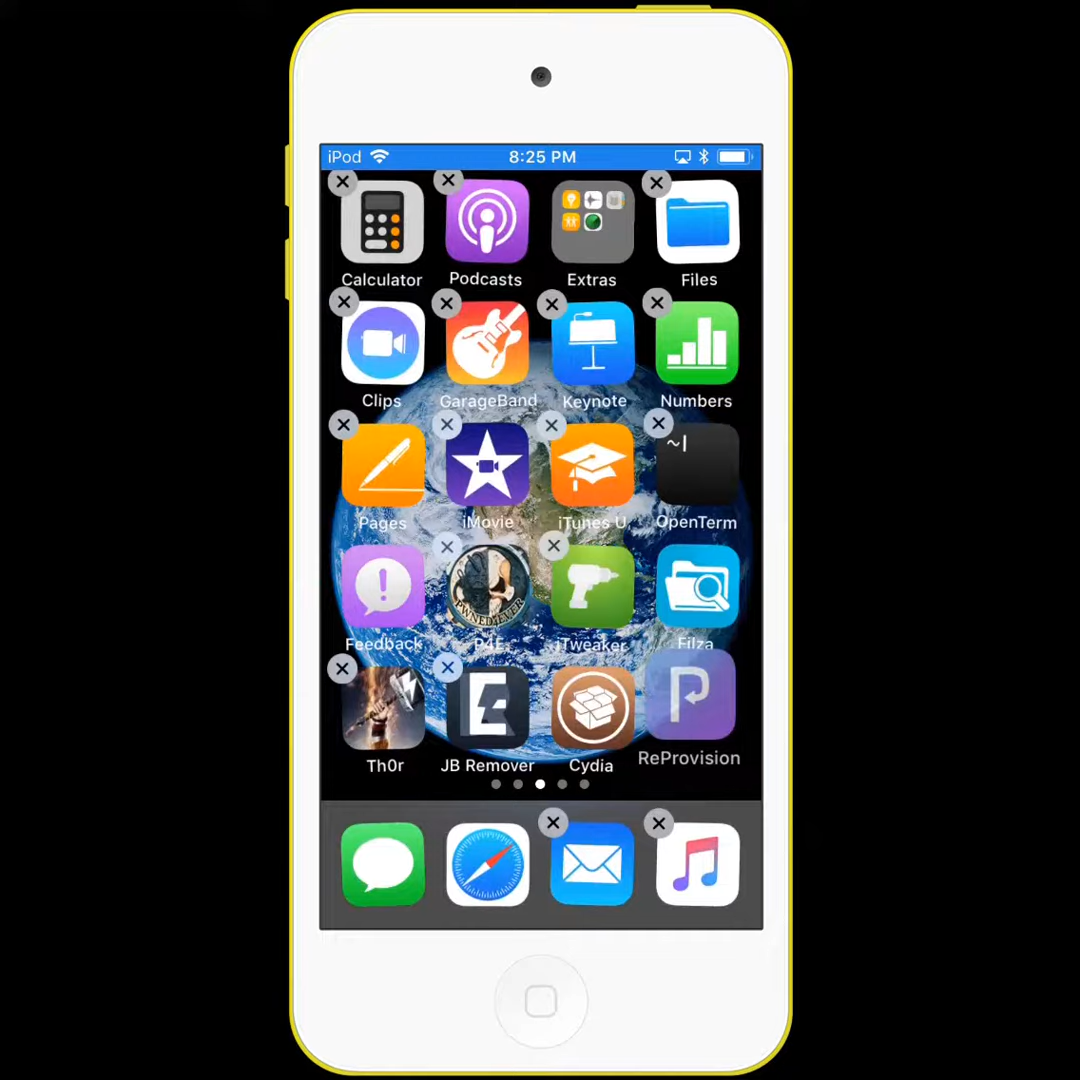 iPod 8:25 PM
Calculator Podcasts Extras Files
Clips GarageBand Keynote Numbers
~|
Pages iMovie iTunes U OpenTerm
PWNED4EVER
Feedback P4E iTweaker Filza
Th0r JB Remover Cydia ReProvision